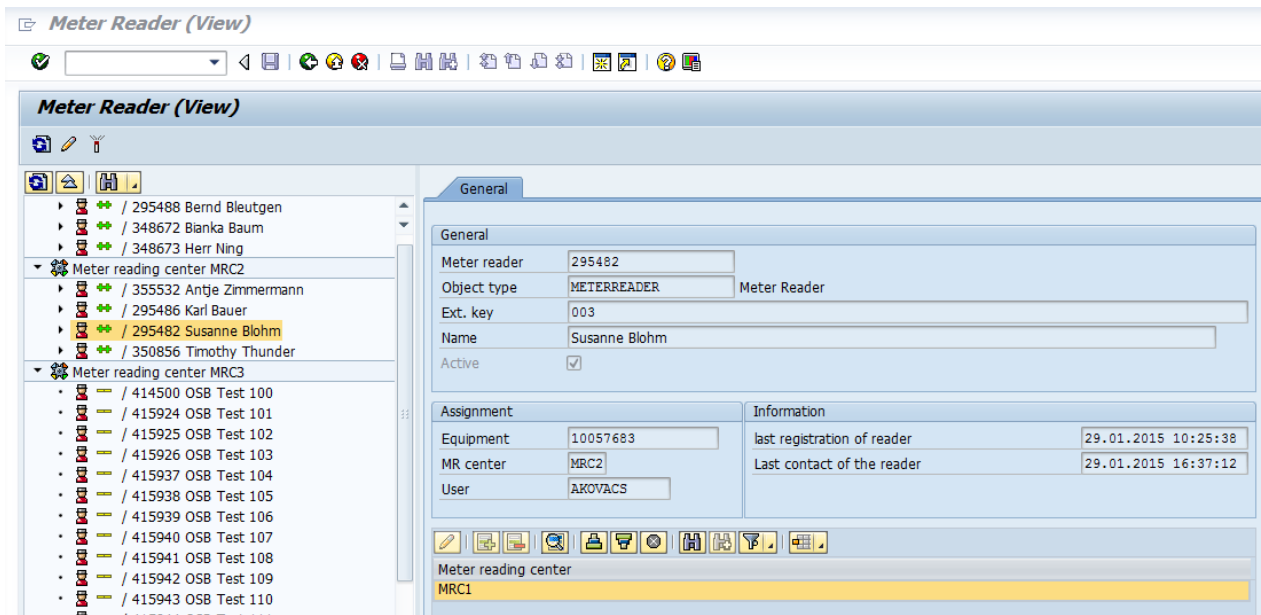 Meter Reader (View)
Meter Reader (View)
/ 295488 Bernd Bleutgen
/ 348672 Bianka Baum
/ 348673 Herr Ning
Meter reading center MRC2
/ 355532 Antje Zimmermann
/ 295486 Karl Bauer
/ 295482 Susanne Blohm
/ 350856 Timothy Thunder
Meter reading center MRC3
/ 414500 OSB Test 100
/ 415924 OSB Test 101
/ 415925 OSB Test 102
/ 415926 OSB Test 103
/ 415937 OSB Test 104
/ 415938 OSB Test 105
/ 415939 OSB Test 106
/ 415940 OSB Test 107
/ 415941 OSB Test 108
/ 415942 OSB Test 109
/ 415943 OSB Test 110
General
General
Meter reader 295482
Object type METERREADER Meter Reader
Ext. key 003
Name Susanne Blohm
Active
Assignment
Equipment 10057683
MR center MRC2
User AKOVACS
Information
last registration of reader 29.01.2015 10:25:38
Last contact of the reader 29.01.2015 16:37:12
Meter reading center
MRC1